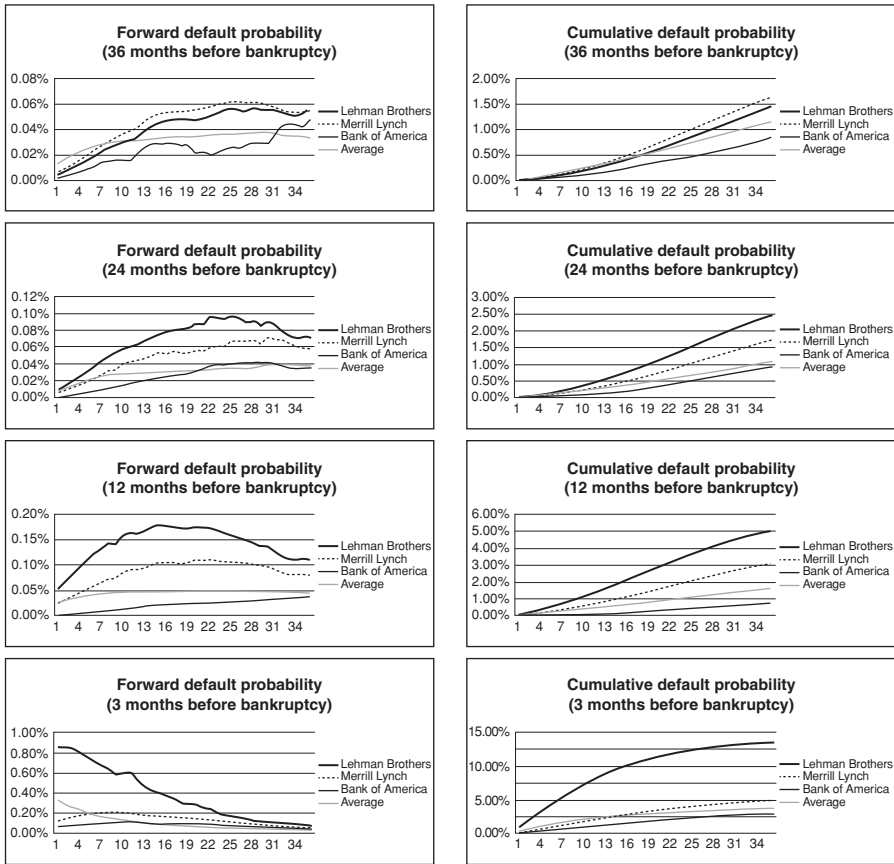 Forward default probability
(36 months before bankruptcy)
0.08%
0.06%
0.04%
0.02%
0.00%
1 4 7 10 13 16 19 22 25 28 31 34
Lehman Brothers
Merrill Lynch
Bank of America
Average
Cumulative default probability
(36 months before bankruptcy)
2.00%
1.50%
1.00%
0.50%
0.00%
1 4 7 10 13 16 19 22 25 28 31 34
Lehman Brothers
Merrill Lynch
Bank of America
Average
Forward default probability
(24 months before bankruptcy)
0.12%
0.10%
0.08%
0.06%
0.04%
0.02%
0.00%
1 4 7 10 13 16 19 22 25 28 31 34
Lehman Brothers
Merrill Lynch
Bank of America
Average
Cumulative default probability
(24 months before bankruptcy)
3.00%
2.50%
2.00%
1.50%
1.00%
0.50%
0.00%
1 4 7 10 13 16 19 22 25 28 31 34
Lehman Brothers
Merrill Lynch
Bank of America
Average
Forward default probability
(12 months before bankruptcy)
0.20%
0.15%
0.10%
0.05%
0.00%
1 4 7 10 13 16 19 22 25 28 31 34
Lehman Brothers
Merrill Lynch
Bank of America
Average
Cumulative default probability
(12 months before bankruptcy)
6.00%
5.00%
4.00%
3.00%
2.00%
1.00%
0.00%
1 4 7 10 13 16 19 22 25 28 31 34
Lehman Brothers
Merrill Lynch
Bank of America
Average
Forward default probability
(3 months before bankruptcy)
1.00%
0.80%
0.60%
0.40%
0.20%
0.00%
1 4 7 10 13 16 19 22 25 28 31 34
Lehman Brothers
Merrill Lynch
Bank of America
Average
Cumulative default probability
(3 months before bankruptcy)
15.00%
10.00%
5.00%
0.00%
1 4 7 10 13 16 19 22 25 28 31 34
Lehman Brothers
Merrill Lynch
Bank of America
Average